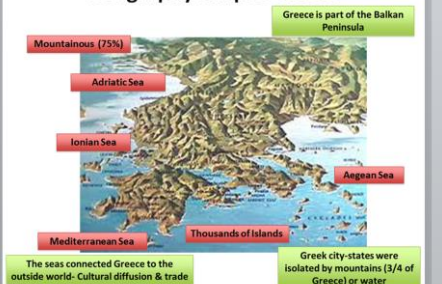 Greece is part of the Balkan
Peninsula
Mountainous (75%)
Adriatic Sea
Ionian Sea
Aegean Sea
Thousands of Islands
Mediterranean Sea
The seas connected Greece to the
outside world- Cultural diffusion & trade
Greek city-states were
isolated by mountains (3/4 of
Greece) or water